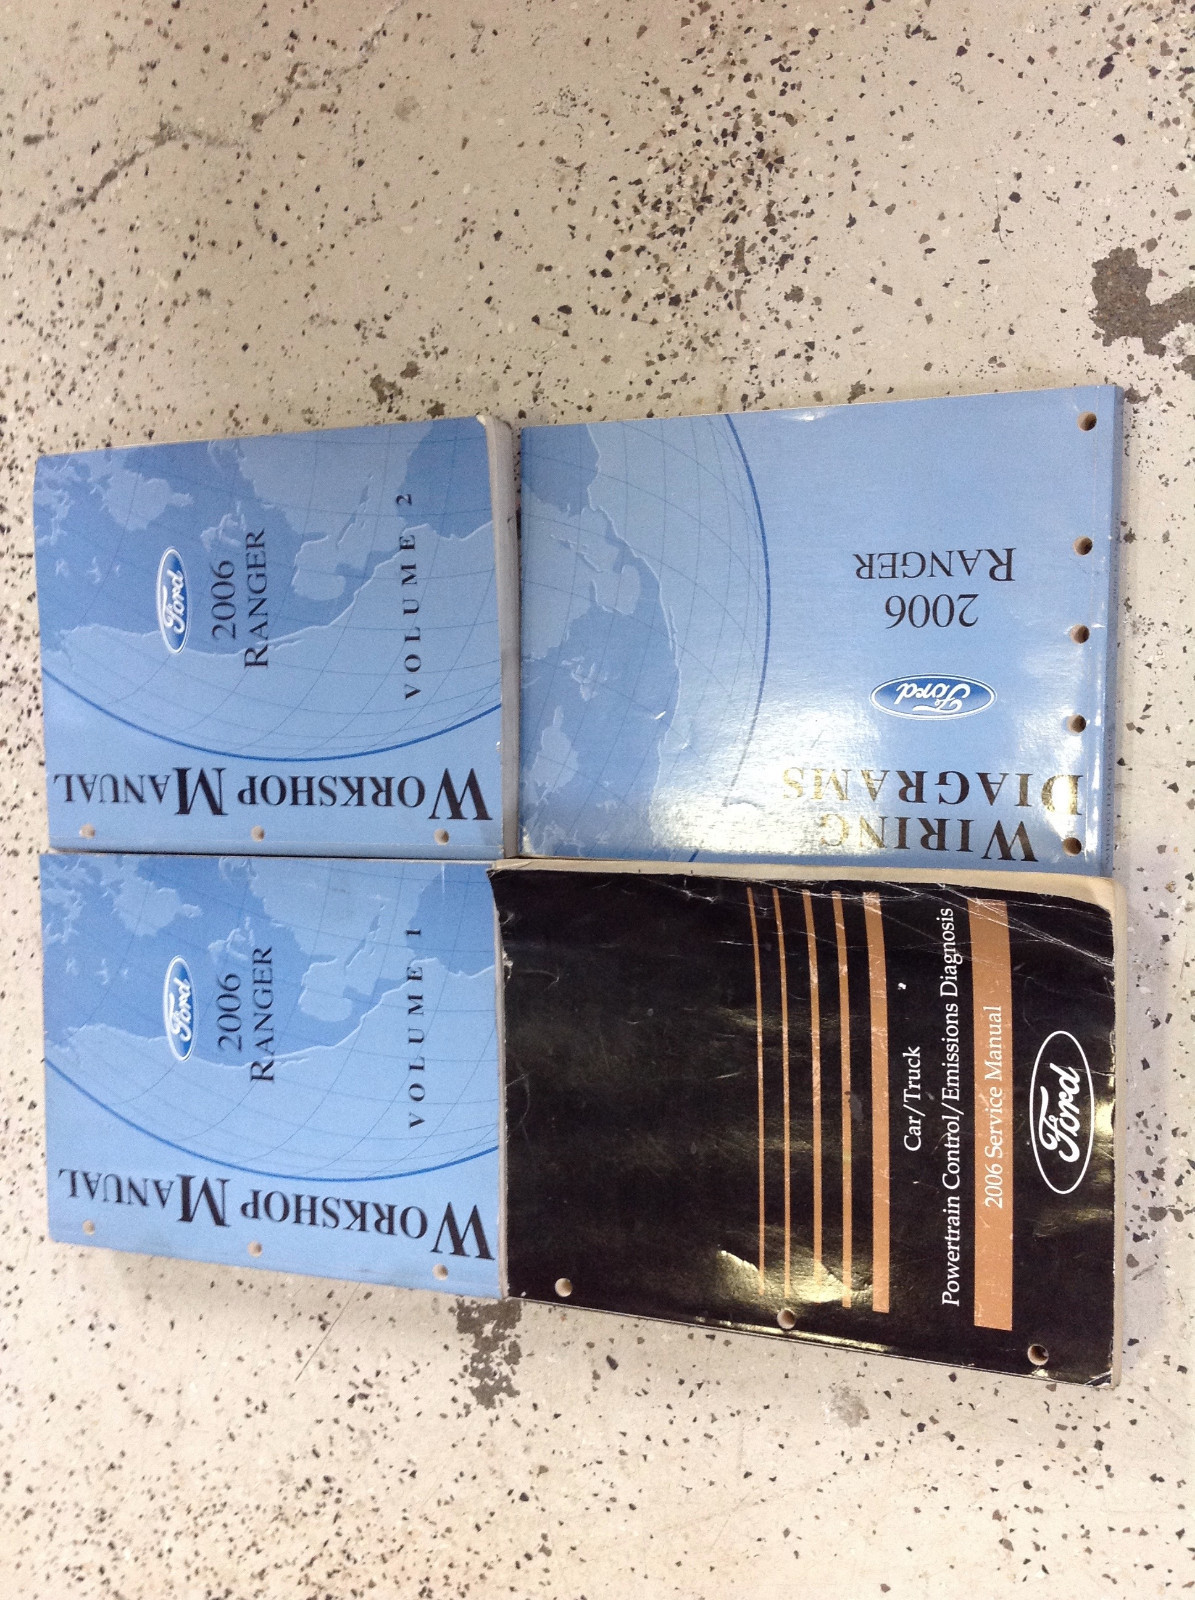 WORKSHOP MANUAL
Ford
2006
RANGER
VOLUME 2
WIRING
DIAGRAMS
Ford
2006
RANGER
WORKSHOP MANUAL
Ford
2006
RANGER
VOLUME 1
Car/Truck
Powertrain Control/Emissions Diagnosis
2006 Service Manual
Ford